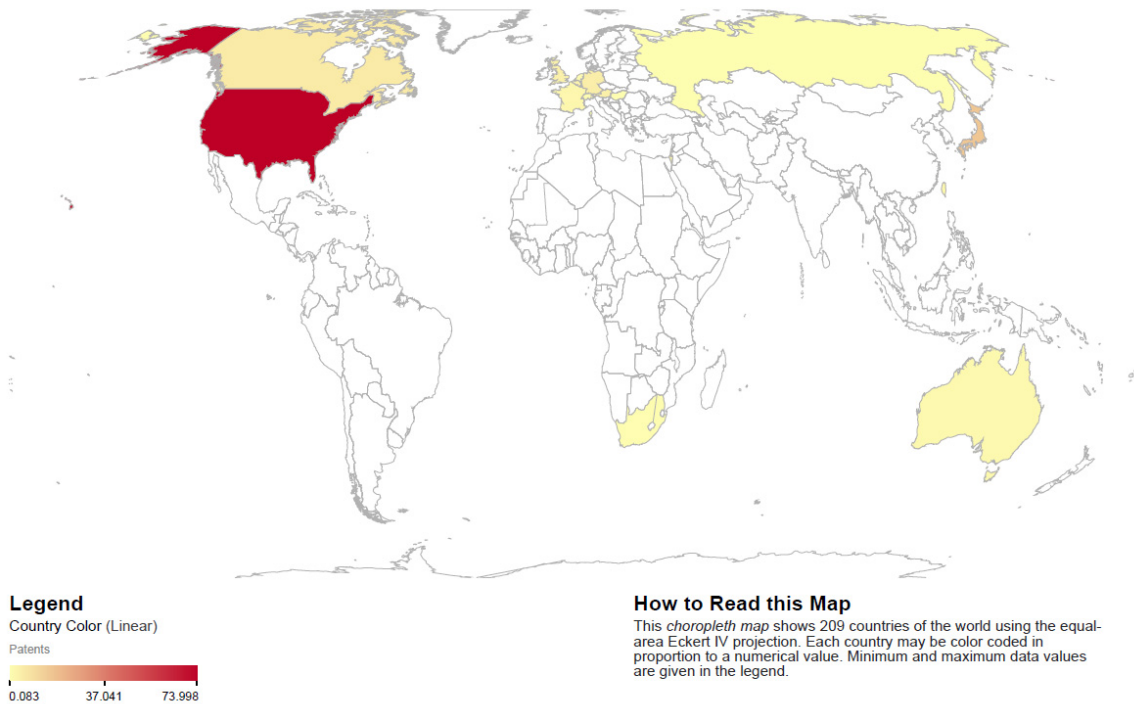 Legend
Country Color (Linear)
Patents
0.083 37.041 73.998
How to Read this Map
This choropleth map shows 209 countries of the world using the equal-
area Eckert IV projection. Each country may be color coded in
proportion to a numerical value. Minimum and maximum data values
are given in the legend.